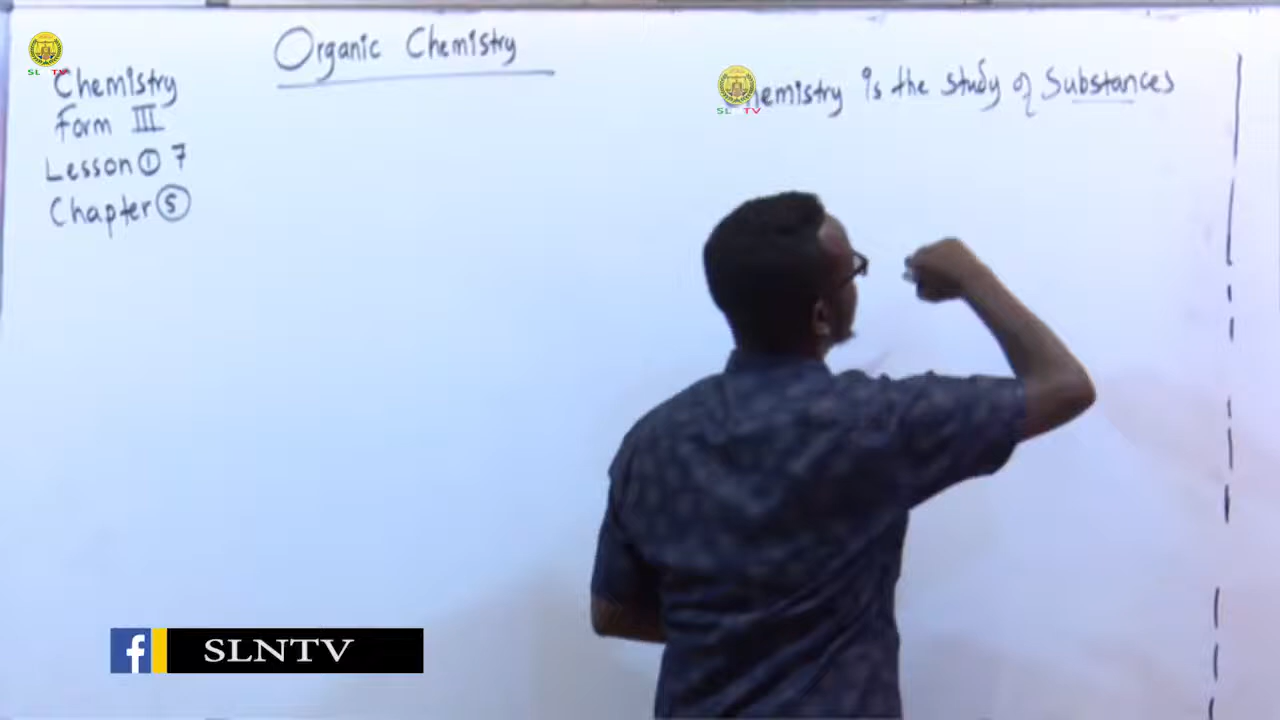 Organic Chemistry
SL TV
Chemistry
Form III
Lesson ① 7
Chapter ⑤
SL TV
hemistry is the study of Substances
f SLNTV